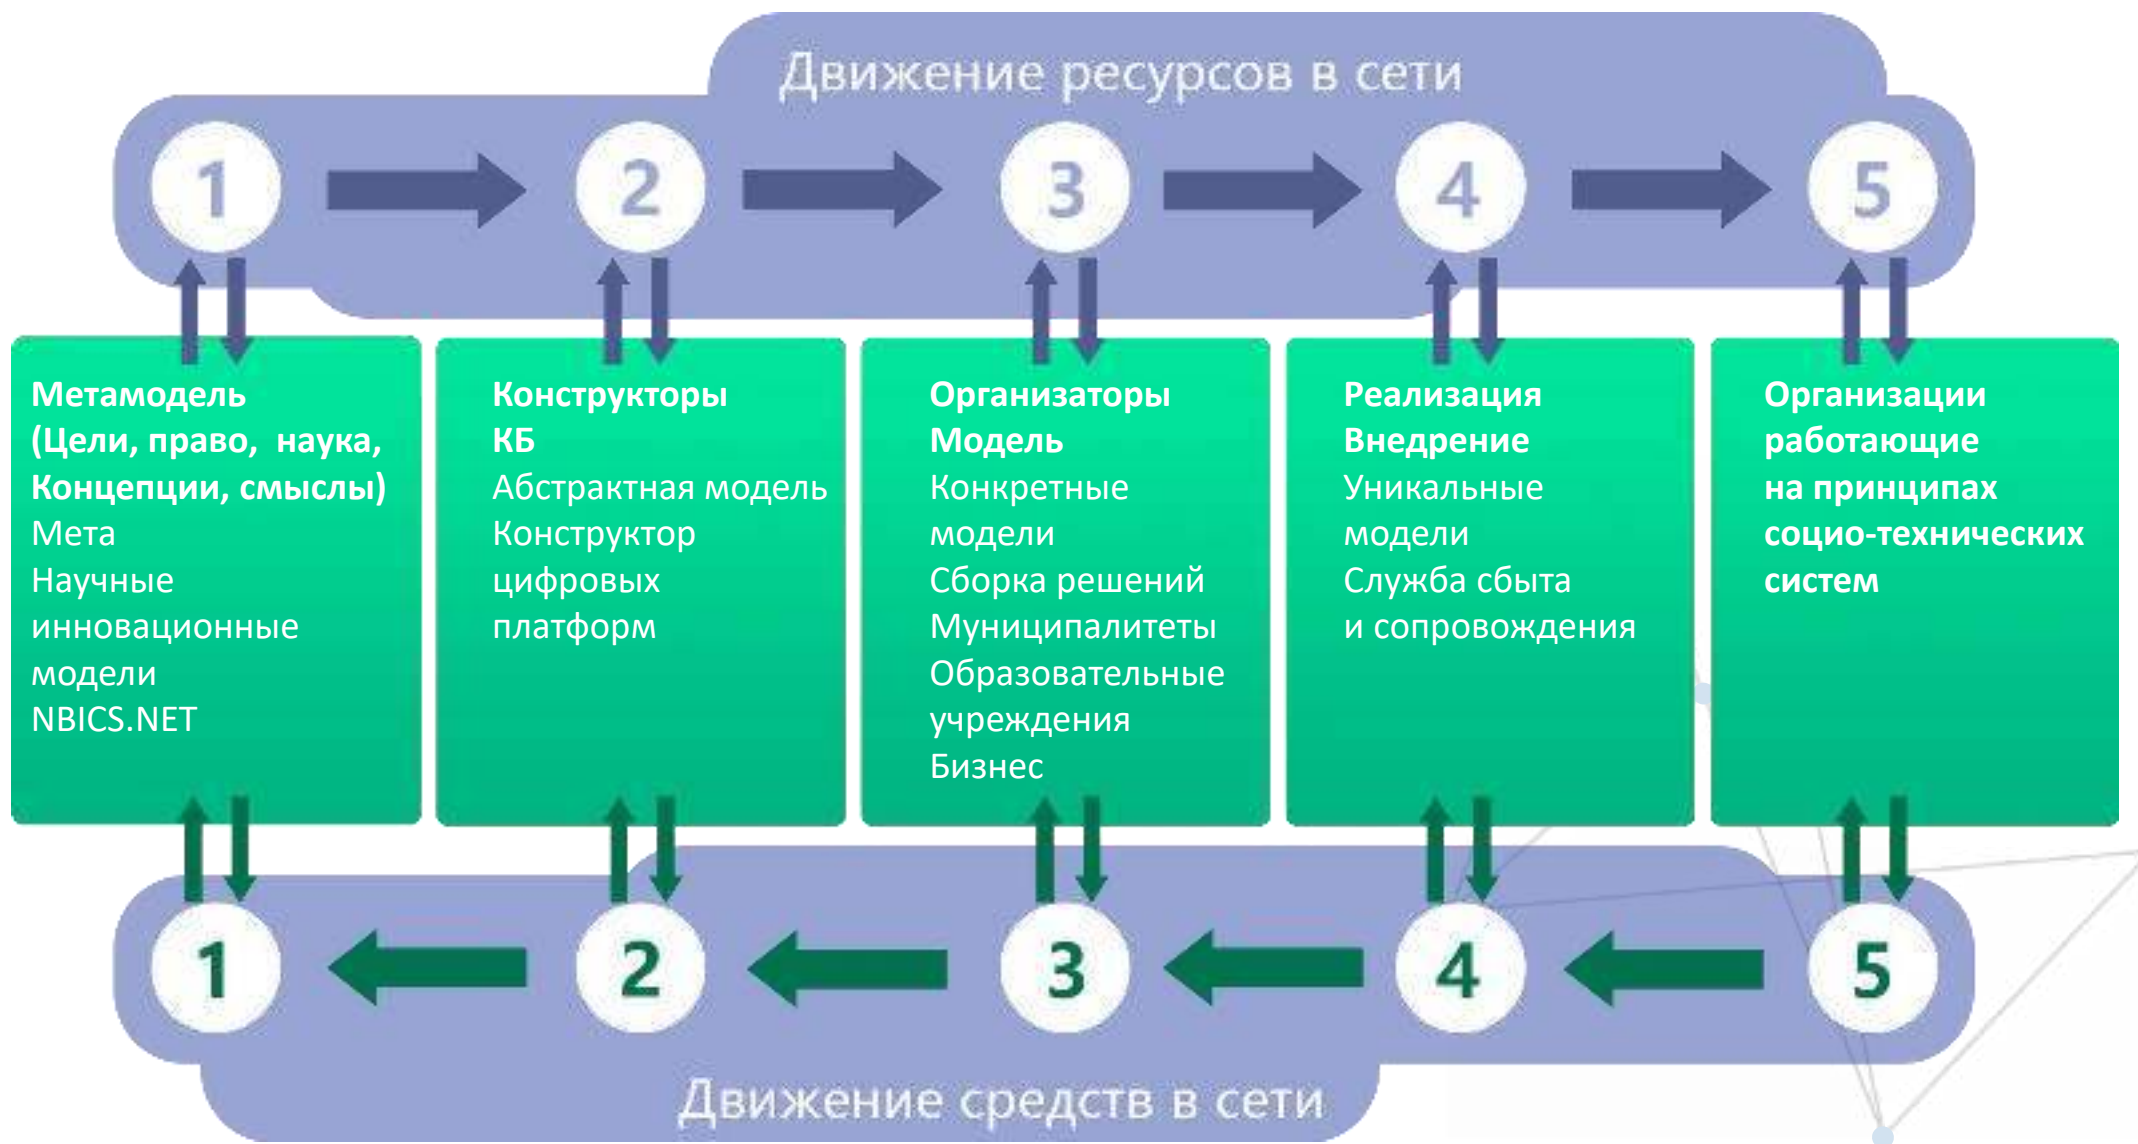 Движение ресурсов в сети
1
2
3
4
5
Метамодель
(Цели, право, наука,
Концепции, смыслы)
Мета
Научные
инновационные
модели
NBICS.NET
Конструкторы
КБ
Абстрактная модель
Конструктор
цифровых
платформ
Организаторы
Модель
Конкретные
модели
Сборка решений
Муниципалитеты
Образовательные
учреждения
Бизнес
Реализация
Внедрение
Уникальные
модели
Служба сбыта
и сопровождения
Организации
работающие
на принципах
социо-технических
систем
1
2
3
4
5
Движение средств в сети